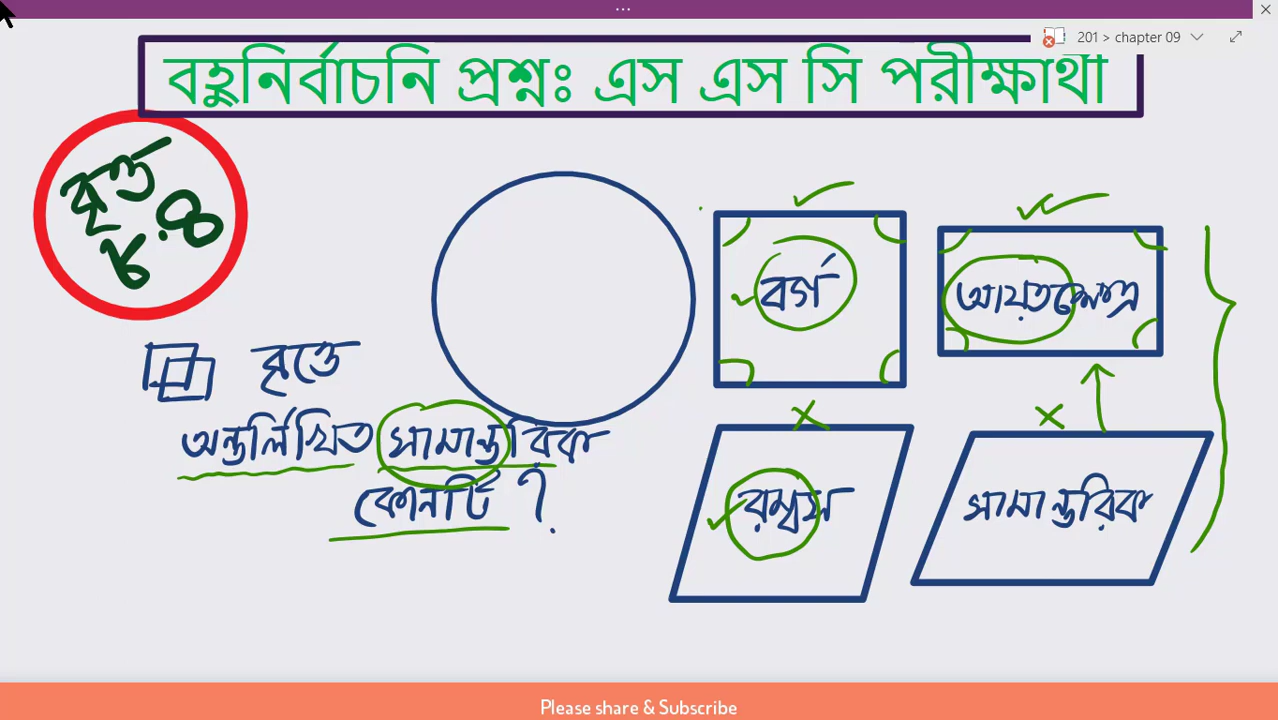 201 > chapter 09
বহুনির্বাচনি প্রশ্নঃ এস এস সি পরীক্ষার্থী
বৃত্ত
৮.৪
বৃত্তে
অন্তর্লিখিত সামান্তরিক
কোনটি ?
বর্গ
আয়তক্ষেত্র
রম্বস
সামান্তরিক
Please share & Subscribe